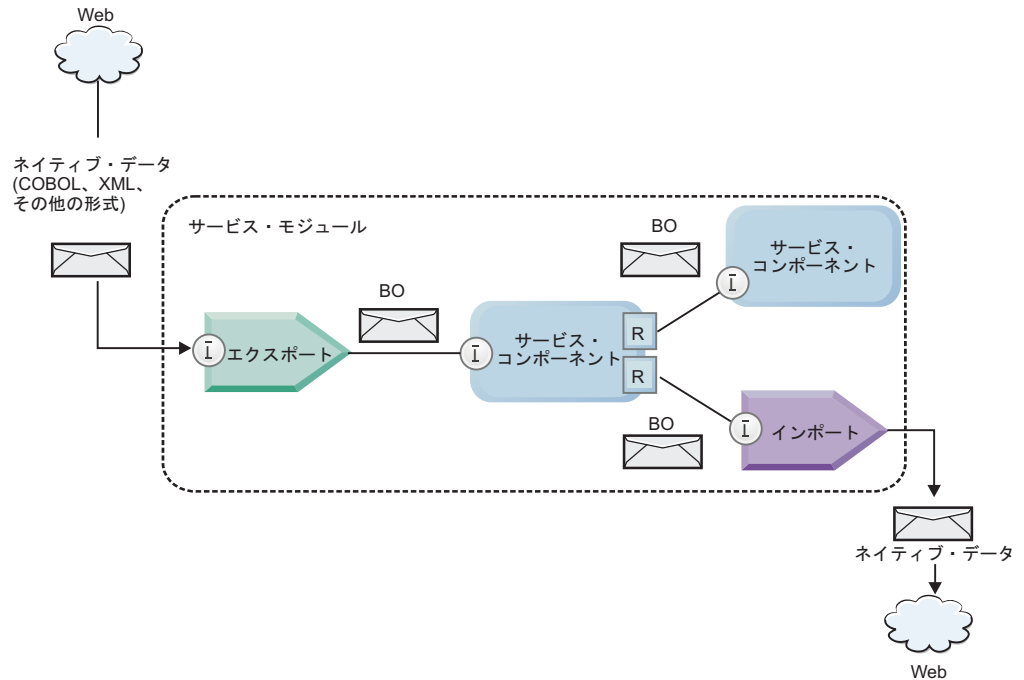 Web
ネイティブ・データ
(COBOL、XML、
その他の形式)
サービス・モジュール
BO
サービス・
コンポーネント
I
BO
I
エクスポート
I
サービス・
コンポーネント
R
R
BO
I
インポート
ネイティブ・データ
Web